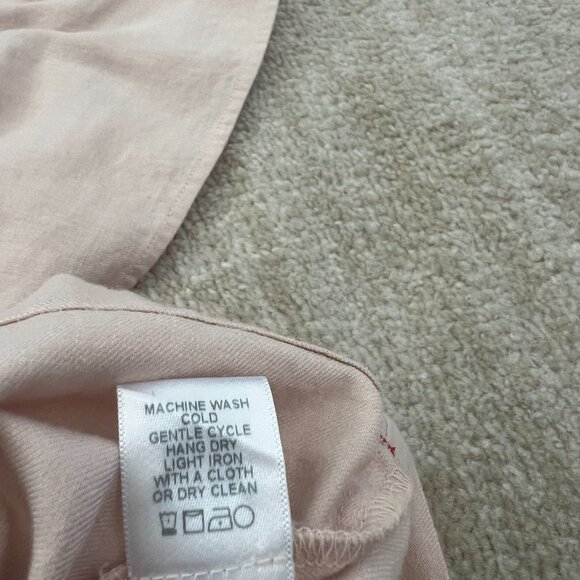 MACHINE WASH
COLD
GENTLE CYCLE
HANG DRY
LIGHT IRON
WITH A CLOTH
OR DRY CLEAN